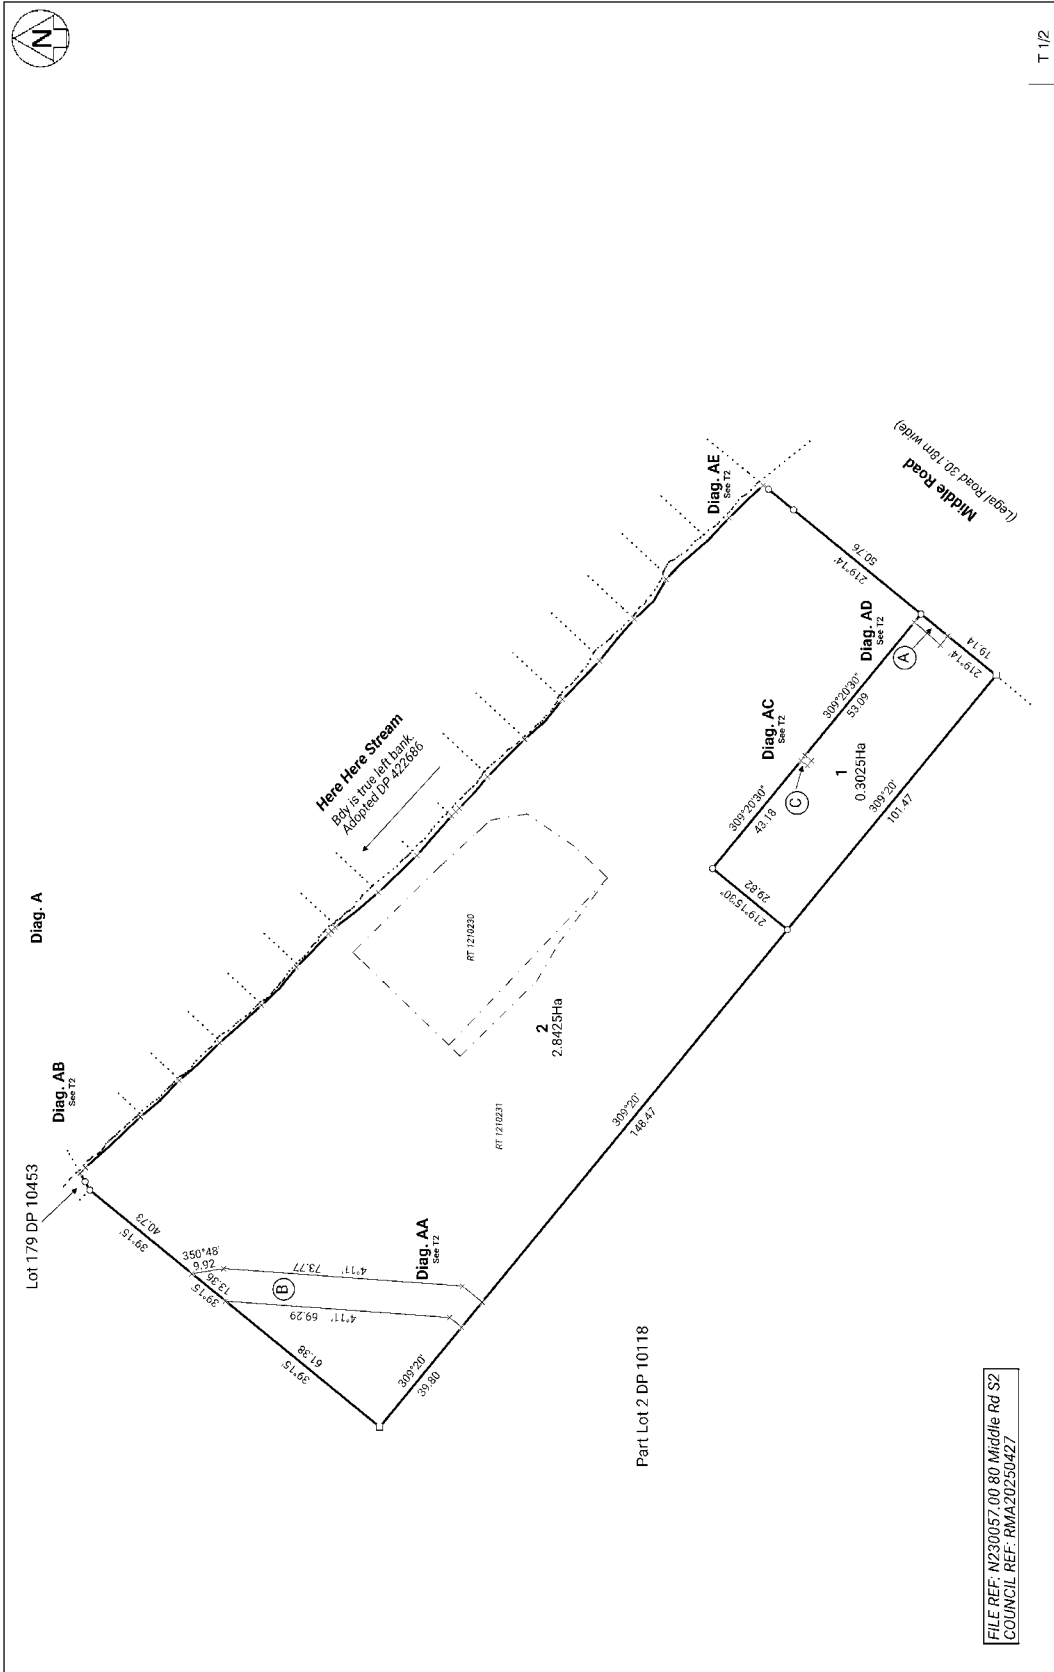 N
T 1/2
Diag. A
Lot 179 DP 10453
Diag. AB
See T2
Here Here Stream
Bdy is true left bank.
Adopted DP 422686
Diag. AE
See T2
Middle Road
(Legal Road 30.18m wide)
219°14'
50.76
Diag. AD
See T2
A
219°14'
19.14
309°20'30"
53.09
Diag. AC
See T2
C
309°20'30"
43.18
1
0.3025Ha
309°20'
101.47
219°15'30"
29.82
RT 1210230
2
2.8425Ha
RT 1210231
309°20'
148.47
39°15'
40.73
350°48'
9.92
39°15'
13.36
4°11'
73.77
B
4°11'
69.29
Diag. AA
See T2
39°15'
61.38
309°20'
39.80
Part Lot 2 DP 10118
FILE REF: N230057.00 80 Middle Rd S2
COUNCIL REF: RMA20250427